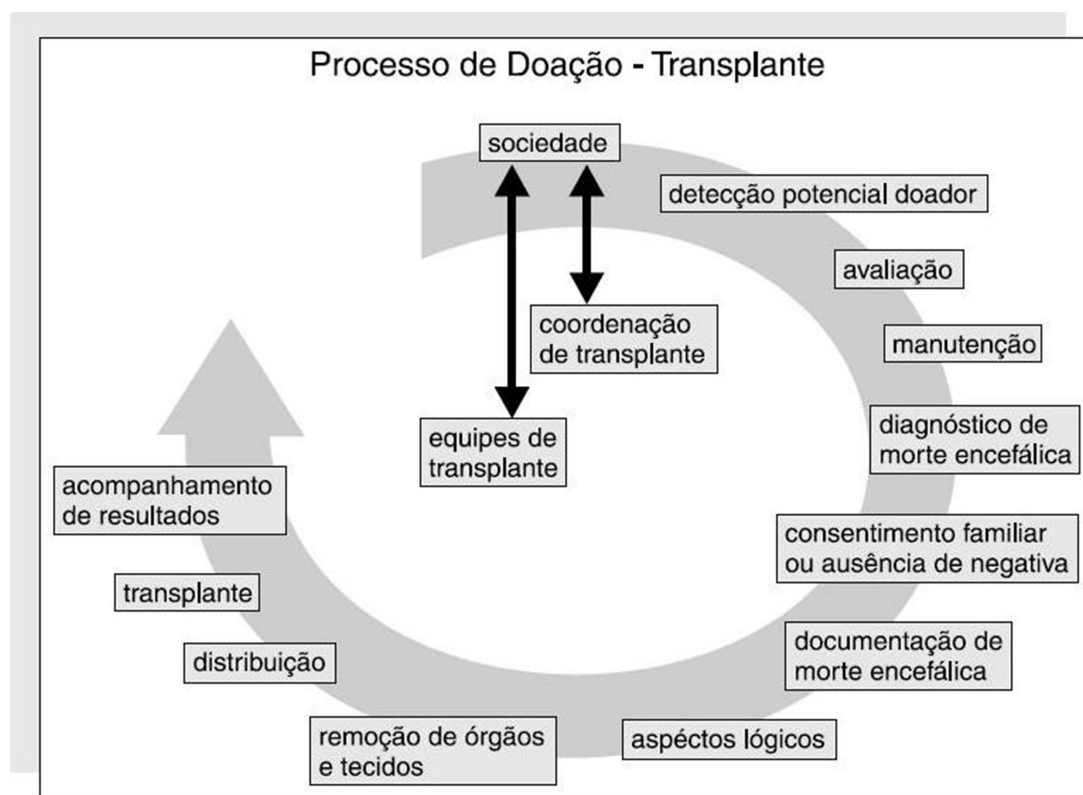 Processo de Doação - Transplante
sociedade
detecção potencial doador
avaliação
manutenção
coordenação
de transplante
equipes de
transplante
diagnóstico de
morte encefálica
consentimento familiar
ou ausência de negativa
documentação de
morte encefálica
aspéctos lógicos
remoção de órgãos
e tecidos
distribuição
transplante
acompanhamento
de resultados